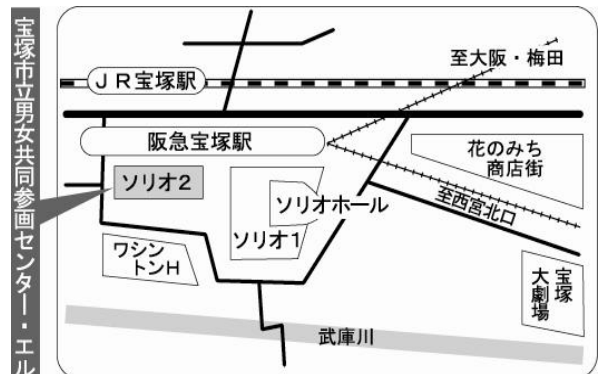 宝塚市立男女共同参画センター・エル
至大阪・梅田
ＪＲ宝塚駅
阪急宝塚駅
花のみち
商店街
ソリオ2
ソリオホール
至西宮北口
ソリオ1
ワシン
トンH
宝塚
大劇場
武庫川